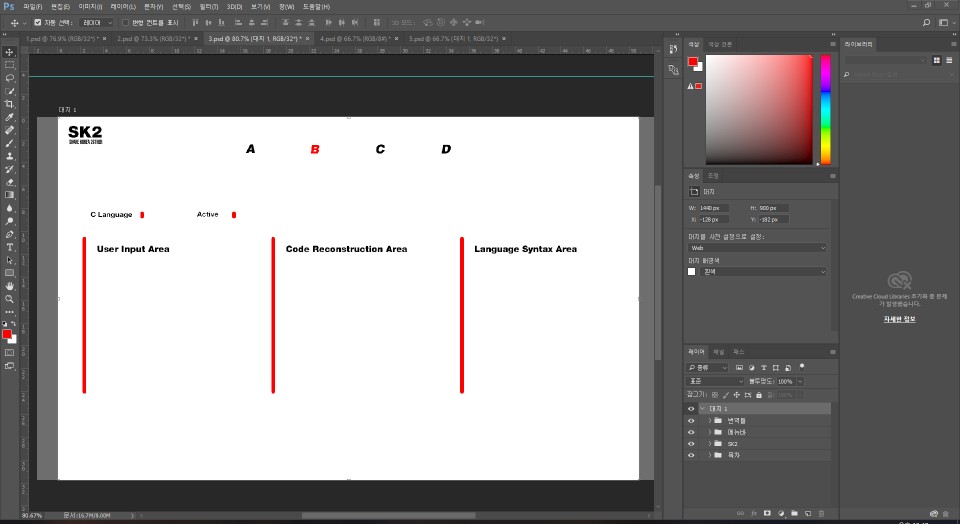 Ps 파일(F) 편집(E) 이미지(I) 레이어(L) 문자(Y) 선택(S) 필터(T) 3D(D) 보기(V) 창(W) 도움말(H)
자동 선택: 레이어 변형 컨트롤 표시 3D 모드:
1.psd @ 76.9% (RGB/32*) * × 2.psd @ 73.3% (RGB/32*) * × 3.psd @ 80.7% (대지 1, RGB/32*) * × 4.psd @ 66.7% (RGB/8#) * × 5.psd @ 66.7% (대지 1, RGB/32*) ×
대지 1
SK2
A B C D
C Language Active
User Input Area Code Reconstruction Area Language Syntax Area
80.67% 문서:16.7M/8.00M
색상 색상 견본
속성 조정
대지
W: 1440 px H: 900 px
X: -128 px Y: -182 px
대지를 사전 설정으로 설정:
Web
대지 배경색
흰색
레이어 채널 패스
종류
표준 불투명도: 100%
잠그기: 칠: 100%
대지 1
번역틀
메뉴바
SK2
목차
라이브러리
Creative Cloud Libraries 초기화 중 문제
가 발생했습니다.
자세한 정보